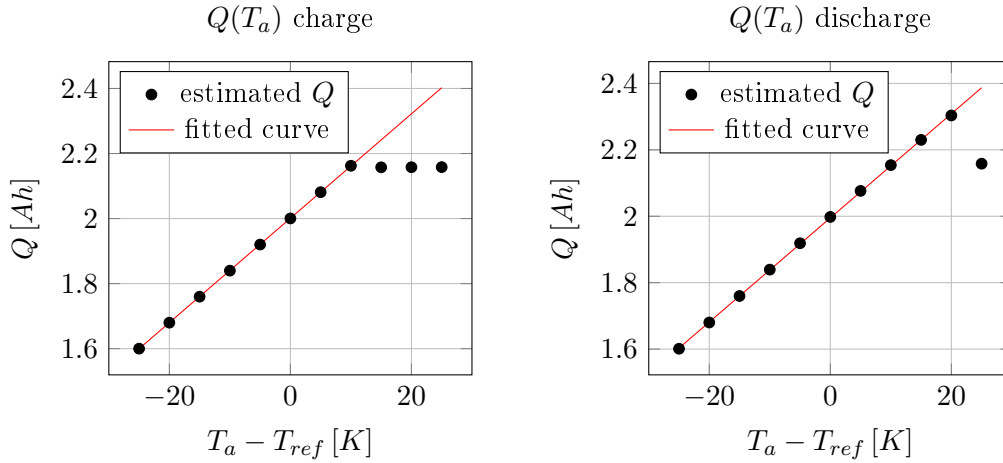 Q(T_a) charge
estimated Q
fitted curve
2.4
2.2
2
1.8
1.6
−20
0
20
Q [Ah]
T_a − T_ref [K]
Q(T_a) discharge
estimated Q
fitted curve
2.4
2.2
2
1.8
1.6
−20
0
20
Q [Ah]
T_a − T_ref [K]